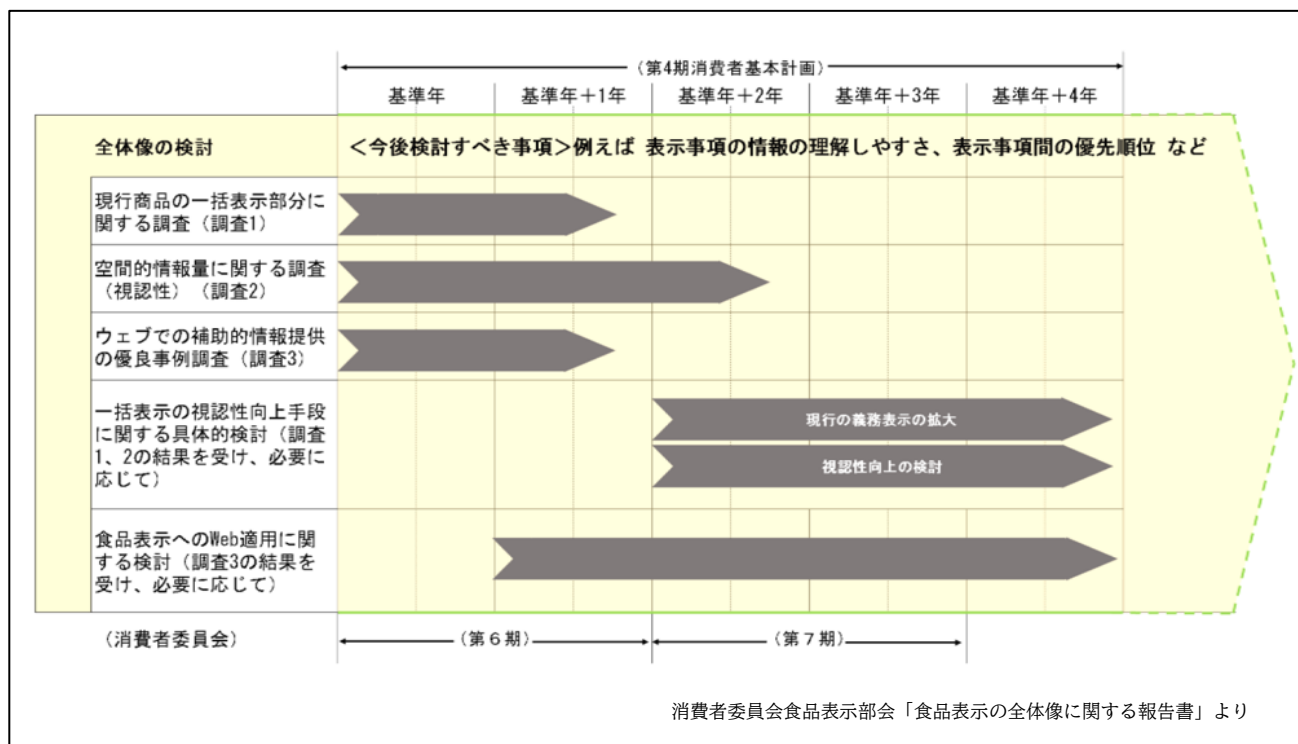 （第4期消費者基本計画）
基準年
基準年＋1年
基準年＋2年
基準年＋3年
基準年＋4年
全体像の検討
＜今後検討すべき事項＞例えば 表示事項の情報の理解しやすさ、表示事項間の優先順位 など
現行商品の一括表示部分に
関する調査（調査1）
空間的情報量に関する調査
（視認性）（調査2）
ウェブでの補助的情報提供
の優良事例調査（調査3）
一括表示の視認性向上手段
に関する具体的検討（調査
1、2の結果を受け、必要に
応じて）
現行の義務表示の拡大
視認性向上の検討
食品表示へのWeb適用に関
する検討（調査3の結果を
受け、必要に応じて）
（消費者委員会）
（第６期）
（第７期）
消費者委員会食品表示部会「食品表示の全体像に関する報告書」より